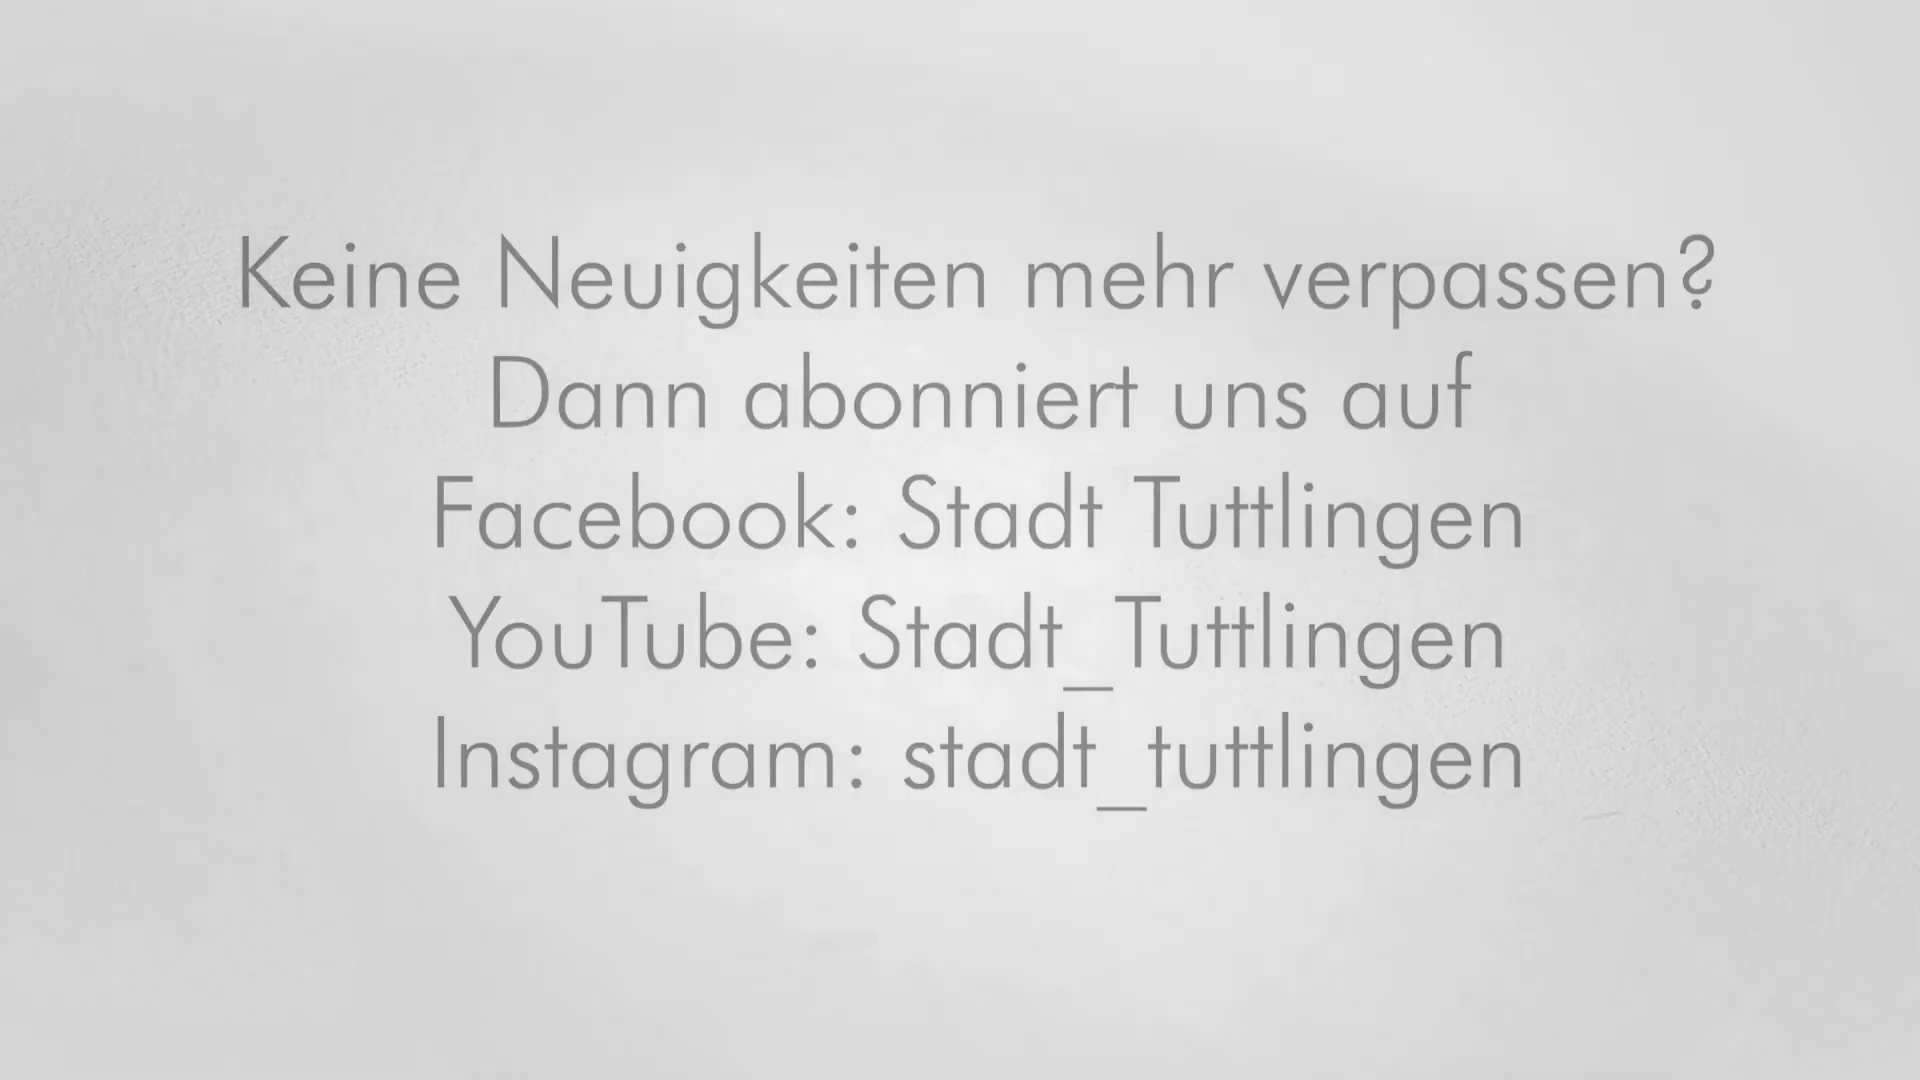 Keine Neuigkeiten mehr verpassen?
Dann abonniert uns auf
Facebook: Stadt Tuttlingen
YouTube: Stadt_Tuttlingen
Instagram: stadt_tuttlingen